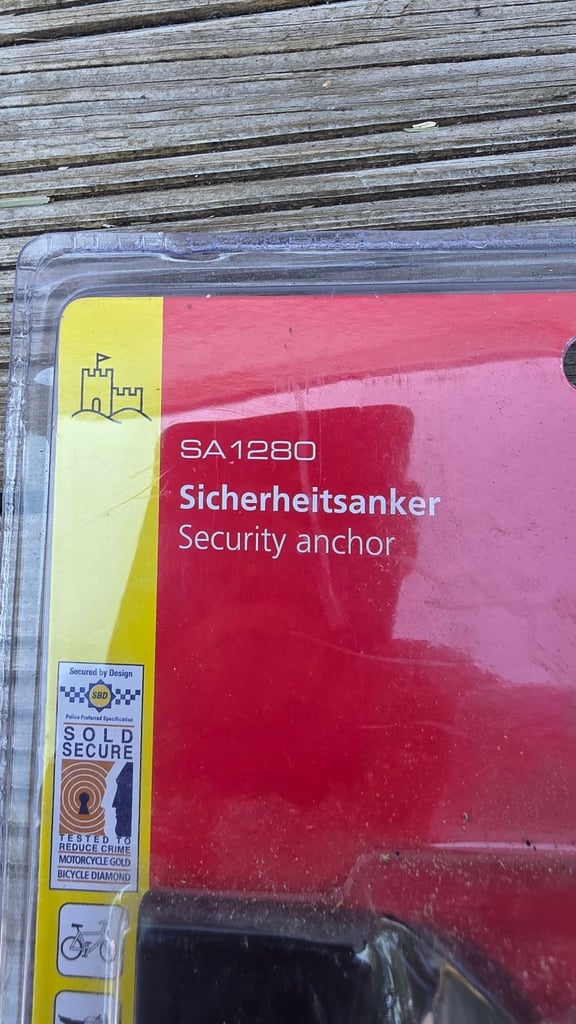 SA1280
Sicherheitsanker
Security anchor
Secured by Design
SBD
Police Preferred Specification
SOLD
SECURE
TESTED TO
REDUCE CRIME
MOTORCYCLE GOLD
BICYCLE DIAMOND